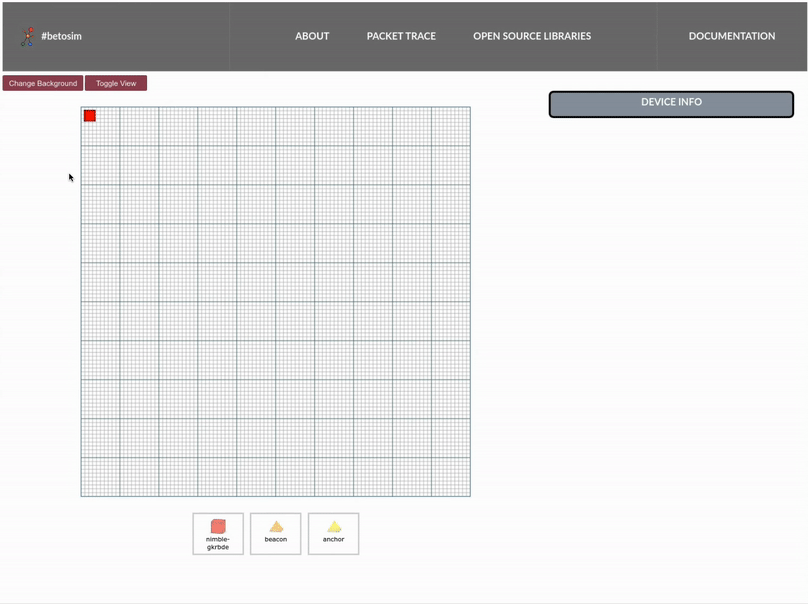 #betosim
ABOUT
PACKET TRACE
OPEN SOURCE LIBRARIES
DOCUMENTATION
Change Background
Toggle View
DEVICE INFO
nimble-
gkrbde
beacon
anchor